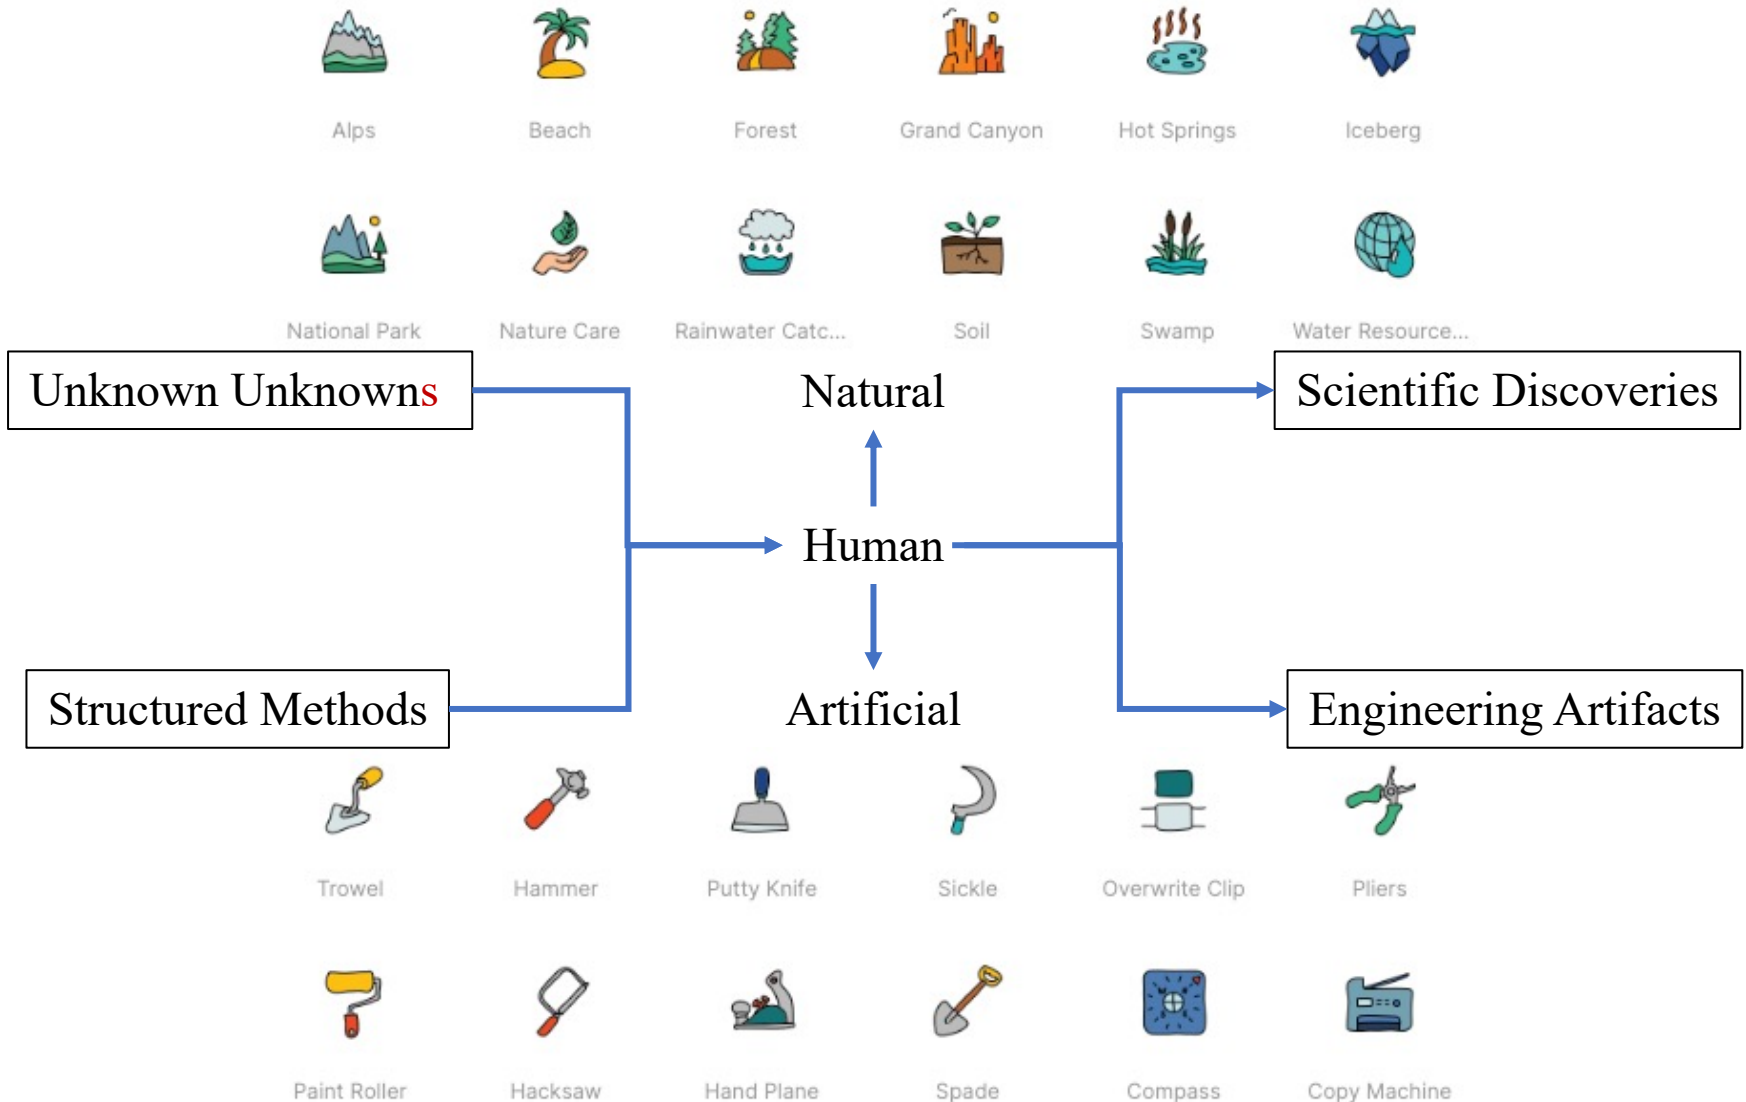 Alps Beach Forest Grand Canyon Hot Springs Iceberg
National Park Nature Care Rainwater Catc... Soil Swamp Water Resource...
Unknown Unknowns Natural Scientific Discoveries
Human
Structured Methods Artificial Engineering Artifacts
Trowel Hammer Putty Knife Sickle Overwrite Clip Pliers
Paint Roller Hacksaw Hand Plane Spade Compass Copy Machine